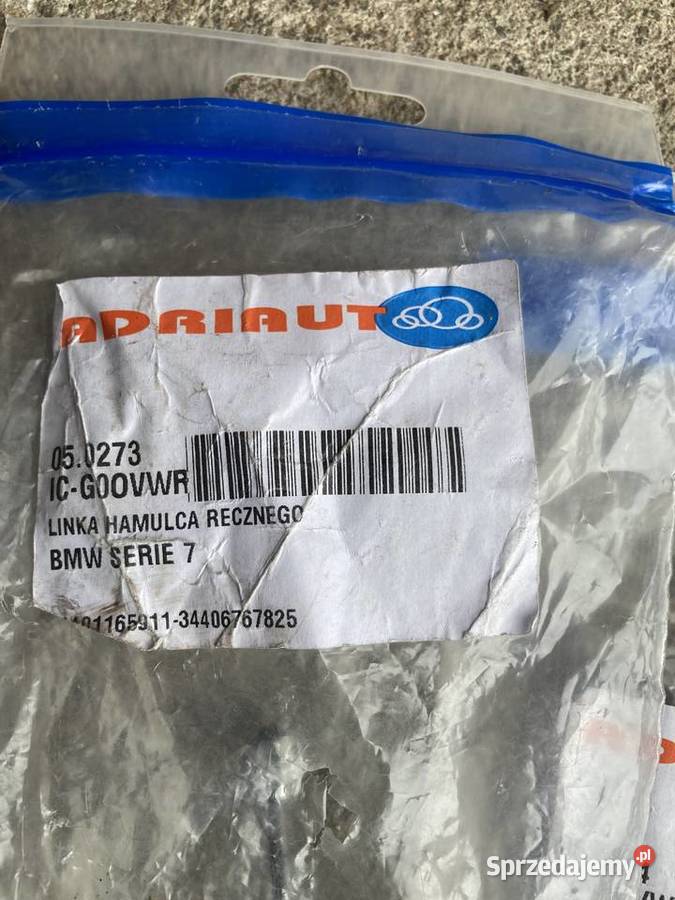 ADRIAUTO
05.0273
IC-G00VWR
LINKA HAMULCA RECZNEGO
BMW SERIE 7
01165911-34406767825
Sprzedajemy.pl